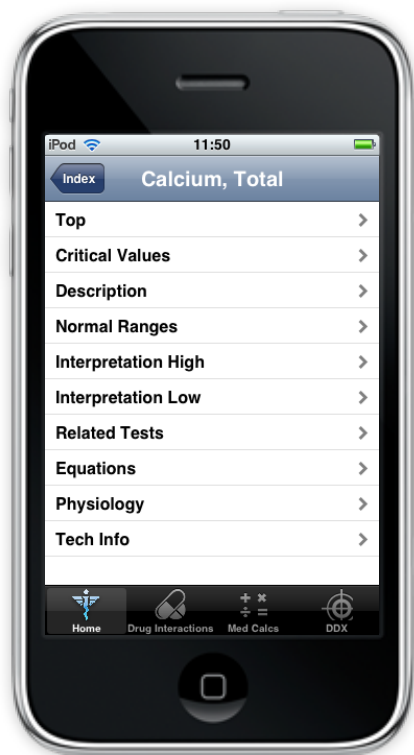 iPod 11:50
Index Calcium, Total
Top
Critical Values
Description
Normal Ranges
Interpretation High
Interpretation Low
Related Tests
Equations
Physiology
Tech Info
Home Drug Interactions Med Calcs DDX